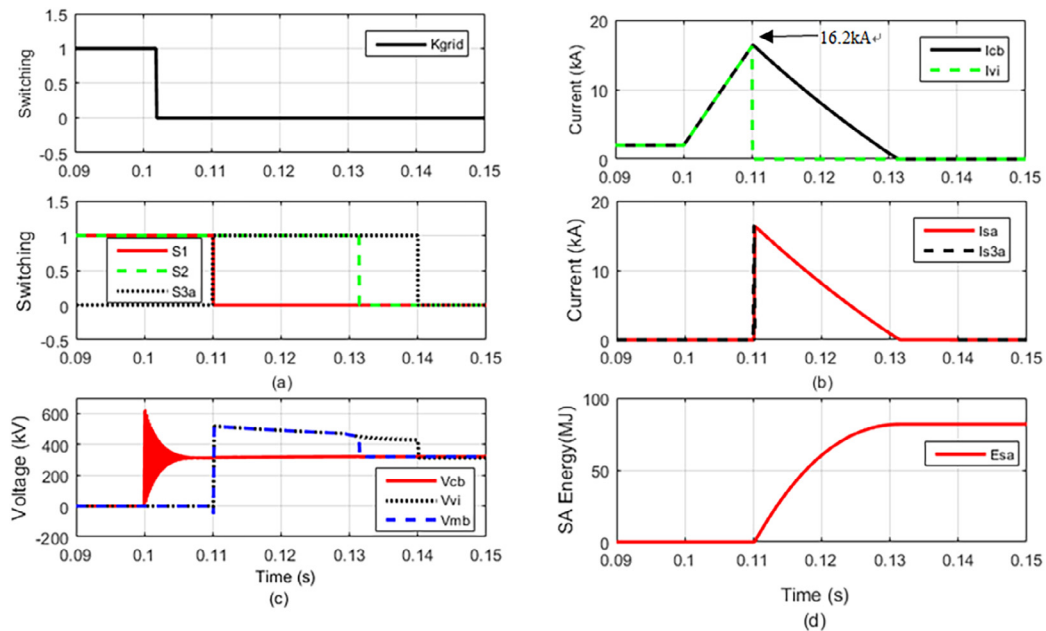 1.5
1
0.5
0
-0.5
Switching
Kgrid
0.09 0.1 0.11 0.12 0.13 0.14 0.15
1.5
1
0.5
0
-0.5
Switching
S1
S2
S3a
0.09 0.1 0.11 0.12 0.13 0.14 0.15
(a)
600
400
200
0
-200
Voltage (kV)
Vcb
Vvi
Vmb
0.09 0.1 0.11 0.12 0.13 0.14 0.15
Time (s)
(c)
20
10
0
Current (kA)
16.2kA↵
Icb
Ivi
0.09 0.1 0.11 0.12 0.13 0.14 0.15
20
10
0
Current (kA)
Isa
Is3a
0.09 0.1 0.11 0.12 0.13 0.14 0.15
(b)
100
50
0
SA Energy(MJ)
Esa
0.09 0.1 0.11 0.12 0.13 0.14 0.15
Time (s)
(d)